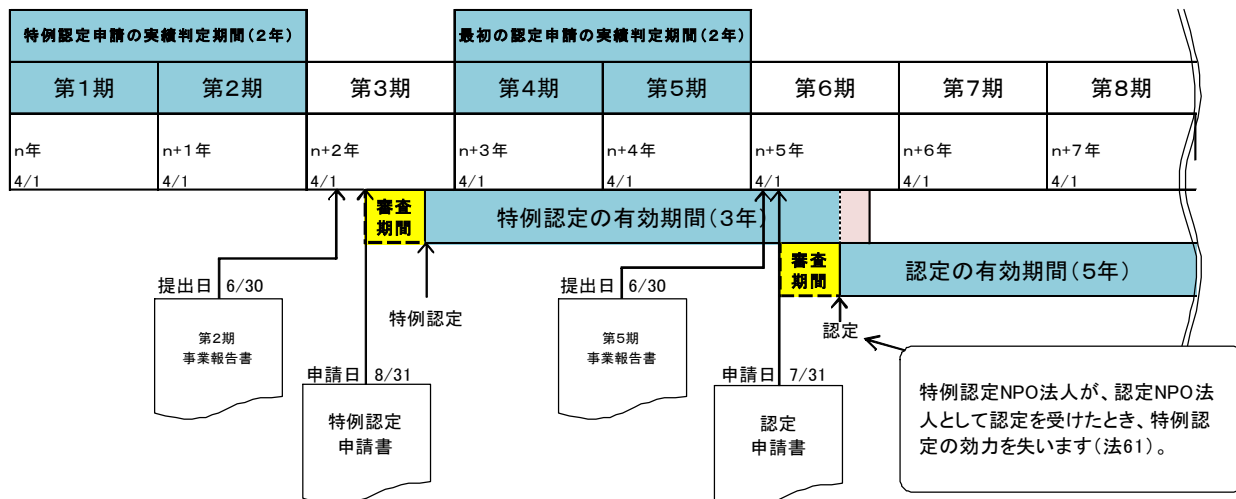 特例認定申請の実績判定期間(2年)
最初の認定申請の実績判定期間(2年)
第1期
第2期
第3期
第4期
第5期
第6期
第7期
第8期
n年
n+1年
n+2年
n+3年
n+4年
n+5年
n+6年
n+7年
4/1
4/1
4/1
4/1
4/1
4/1
4/1
4/1
審査
期間
特例認定の有効期間(3年)
審査
期間
認定の有効期間(5年)
提出日 6/30
第2期
事業報告書
特例認定
提出日 6/30
第5期
事業報告書
認定
申請日 8/31
特例認定
申請書
申請日 7/31
認定
申請書
特例認定NPO法人が、認定NPO法
人として認定を受けたとき、特例認
定の効力を失います(法61)。